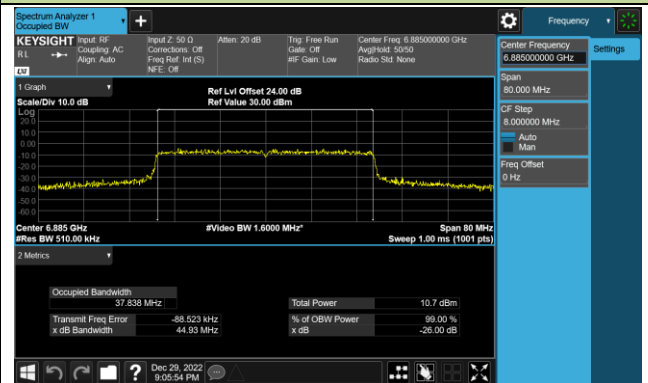 Spectrum Analyzer 1
Occupied BW
+
Frequency
KEYSIGHT
RL
Input: RF
Coupling: AC
Align: Auto
Input Z: 50 Ω
Corrections: Off
Freq Ref: Int (S)
NFE: Off
Atten: 20 dB
Trig: Free Run
Gate: Off
#IF Gain: Low
Center Freq: 6.885000000 GHz
Avg|Hold: 50/50
Radio Std: None
1 Graph
Scale/Div 10.0 dB
Ref Lvl Offset 24.00 dB
Ref Value 30.00 dBm
Log
20.0
10.0
0.00
-10.0
-20.0
-30.0
-40.0
-50.0
-60.0
Center 6.885 GHz
#Res BW 510.00 kHz
#Video BW 1.6000 MHz*
Span 80 MHz
Sweep 1.00 ms (1001 pts)
2 Metrics
Occupied Bandwidth
37.838 MHz
Transmit Freq Error -88.523 kHz
x dB Bandwidth 44.93 MHz
Total Power 10.7 dBm
% of OBW Power 99.00 %
x dB -26.00 dB
Center Frequency
6.885000000 GHz
Settings
Span
80.000 MHz
CF Step
8.000000 MHz
Auto
Man
Freq Offset
0 Hz
?
Dec 29, 2022
9:05:54 PM